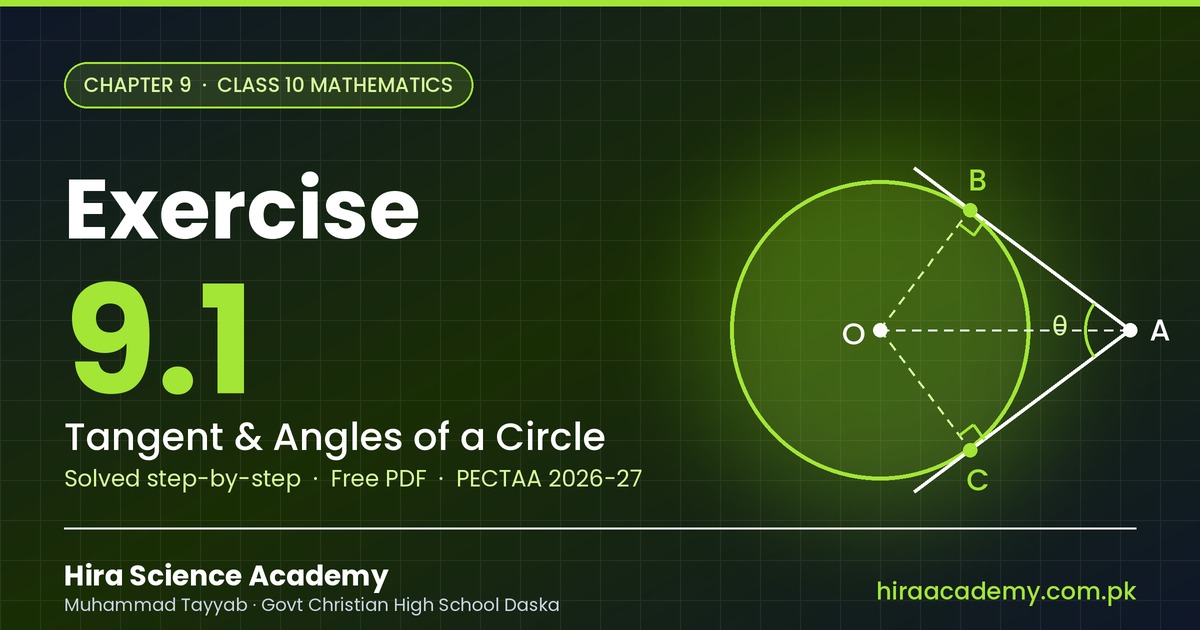 CHAPTER 9 · CLASS 10 MATHEMATICS
Exercise
9.1
Tangent & Angles of a Circle
Solved step-by-step · Free PDF · PECTAA 2026-27
B
O
θ
A
C
Hira Science Academy
Muhammad Tayyab · Govt Christian High School Daska
hiraacademy.com.pk